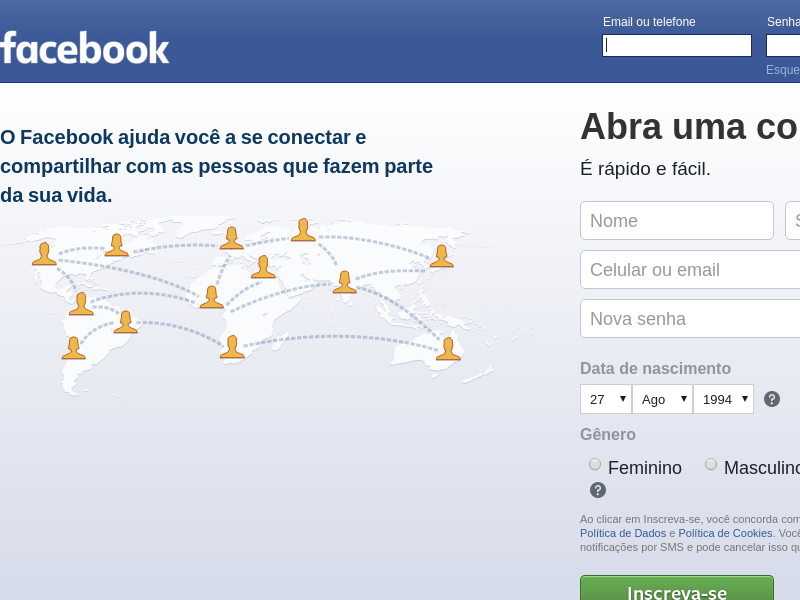 Email ou telefone
Senha
facebook
Esque
O Facebook ajuda você a se conectar e
compartilhar com as pessoas que fazem parte
da sua vida.
Abra uma co
É rápido e fácil.
Nome
S
Celular ou email
Nova senha
Data de nascimento
27 Ago 1994 ?
Gênero
Feminino Masculino
?
Ao clicar em Inscreva-se, você concorda com
Política de Dados e Política de Cookies. Você
notificações por SMS e pode cancelar isso qu
Inscreva-se